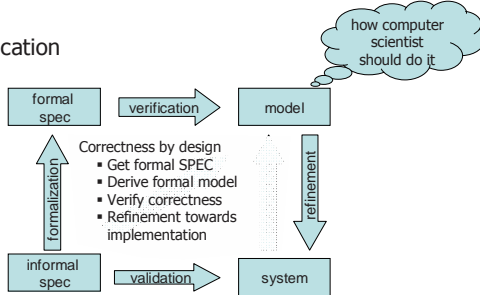 cation
how computer
scientist
should do it
formal
spec
verification
model
Correctness by design
▪ Get formal SPEC
▪ Derive formal model
▪ Verify correctness
▪ Refinement towards
implementation
formalization
refinement
informal
spec
validation
system